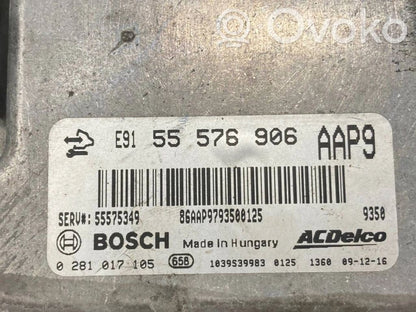 Ovoko
E91 55 576 906 AAP9
SERV#: 55575349 86AAP9793500125 9350
BOSCH Made in Hungary ACDelco
0 281 017 105 658 1039S39983 0125 1360 09-12-16